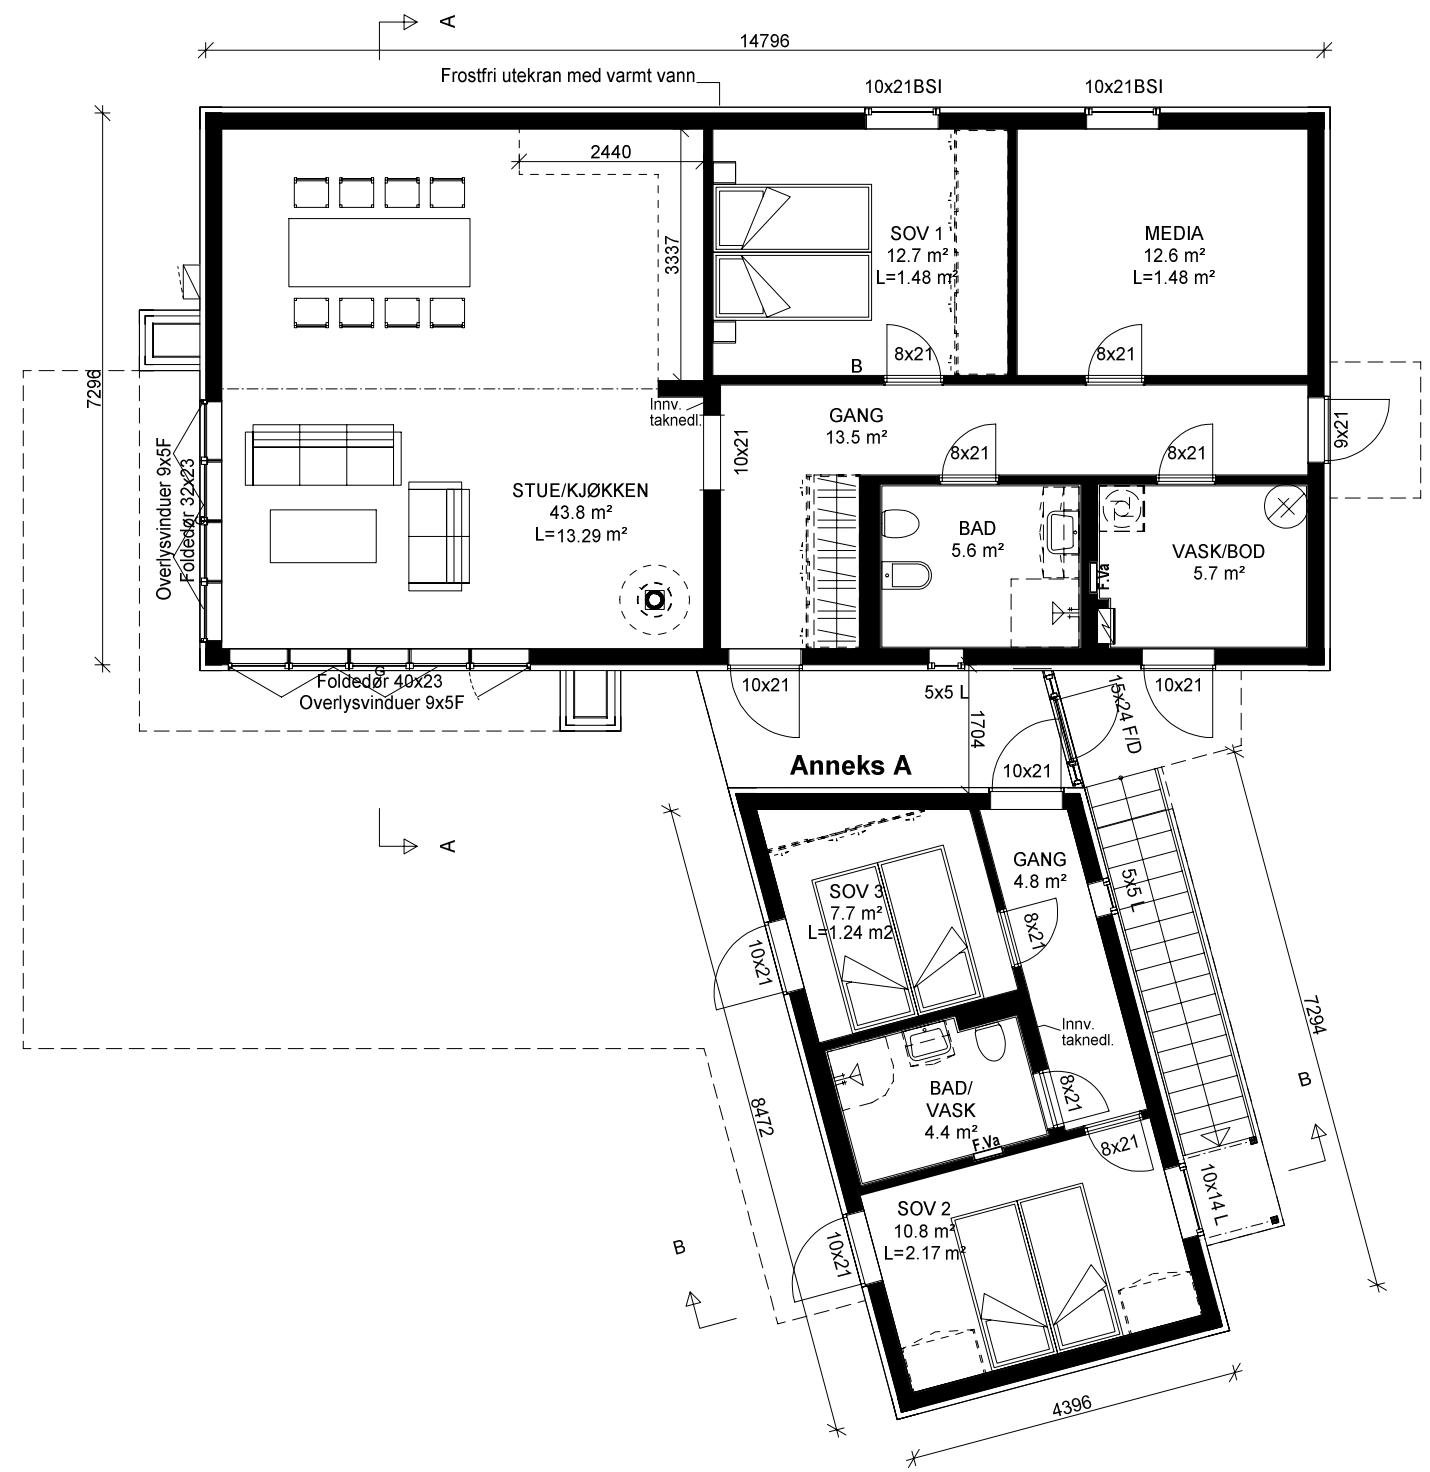 A
14796
Frostfri utekran med varmt vann
10x21BSI
10x21BSI
2440
3337
7296
SOV 1
12.7 m²
L=1.48 m²
MEDIA
12.6 m²
L=1.48 m²
8x21
8x21
B
Innv.
taknedl.
10x21
GANG
13.5 m²
9x21
8x21
8x21
Overlysvinduer 9x5F
Foldedør 32x23
G
STUE/KJØKKEN
43.8 m²
L=13.29 m²
BAD
5.6 m²
F.Va
VASK/BOD
5.7 m²
G
Foldedør 40x23
Overlysvinduer 9x5F
10x21
5x5 L
1704
15x24 F/D
10x21
Anneks A
10x21
A
GANG
4.8 m²
5x5 L
SOV 3
7.7 m²
L=1.24 m2
8x21
10x21
Innv.
taknedl.
7294
B
8472
BAD/
VASK
4.4 m²
F.Va
8x21
8x21
10x14 L
SOV 2
10.8 m²
L=2.17 m²
10x21
B
4396